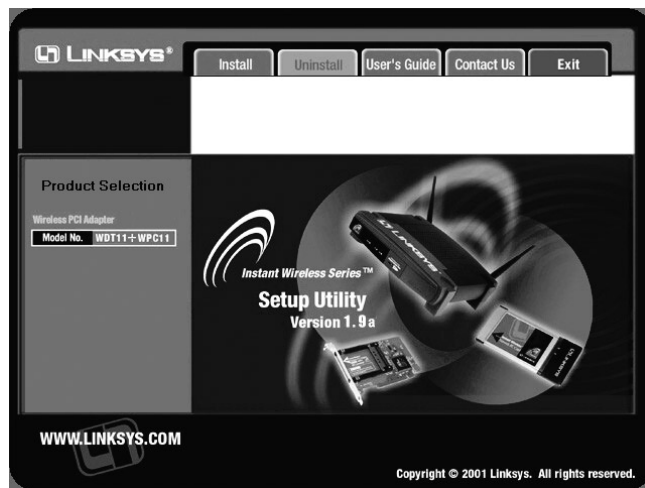 LINKSYS®
Install Uninstall User's Guide Contact Us Exit
Product Selection
Wireless PCI Adapter
Model No. WDT11+WPC11
Instant Wireless Series™
Setup Utility
Version 1.9a
LINKSYS
WWW.LINKSYS.COM
Copyright © 2001 Linksys. All rights reserved.